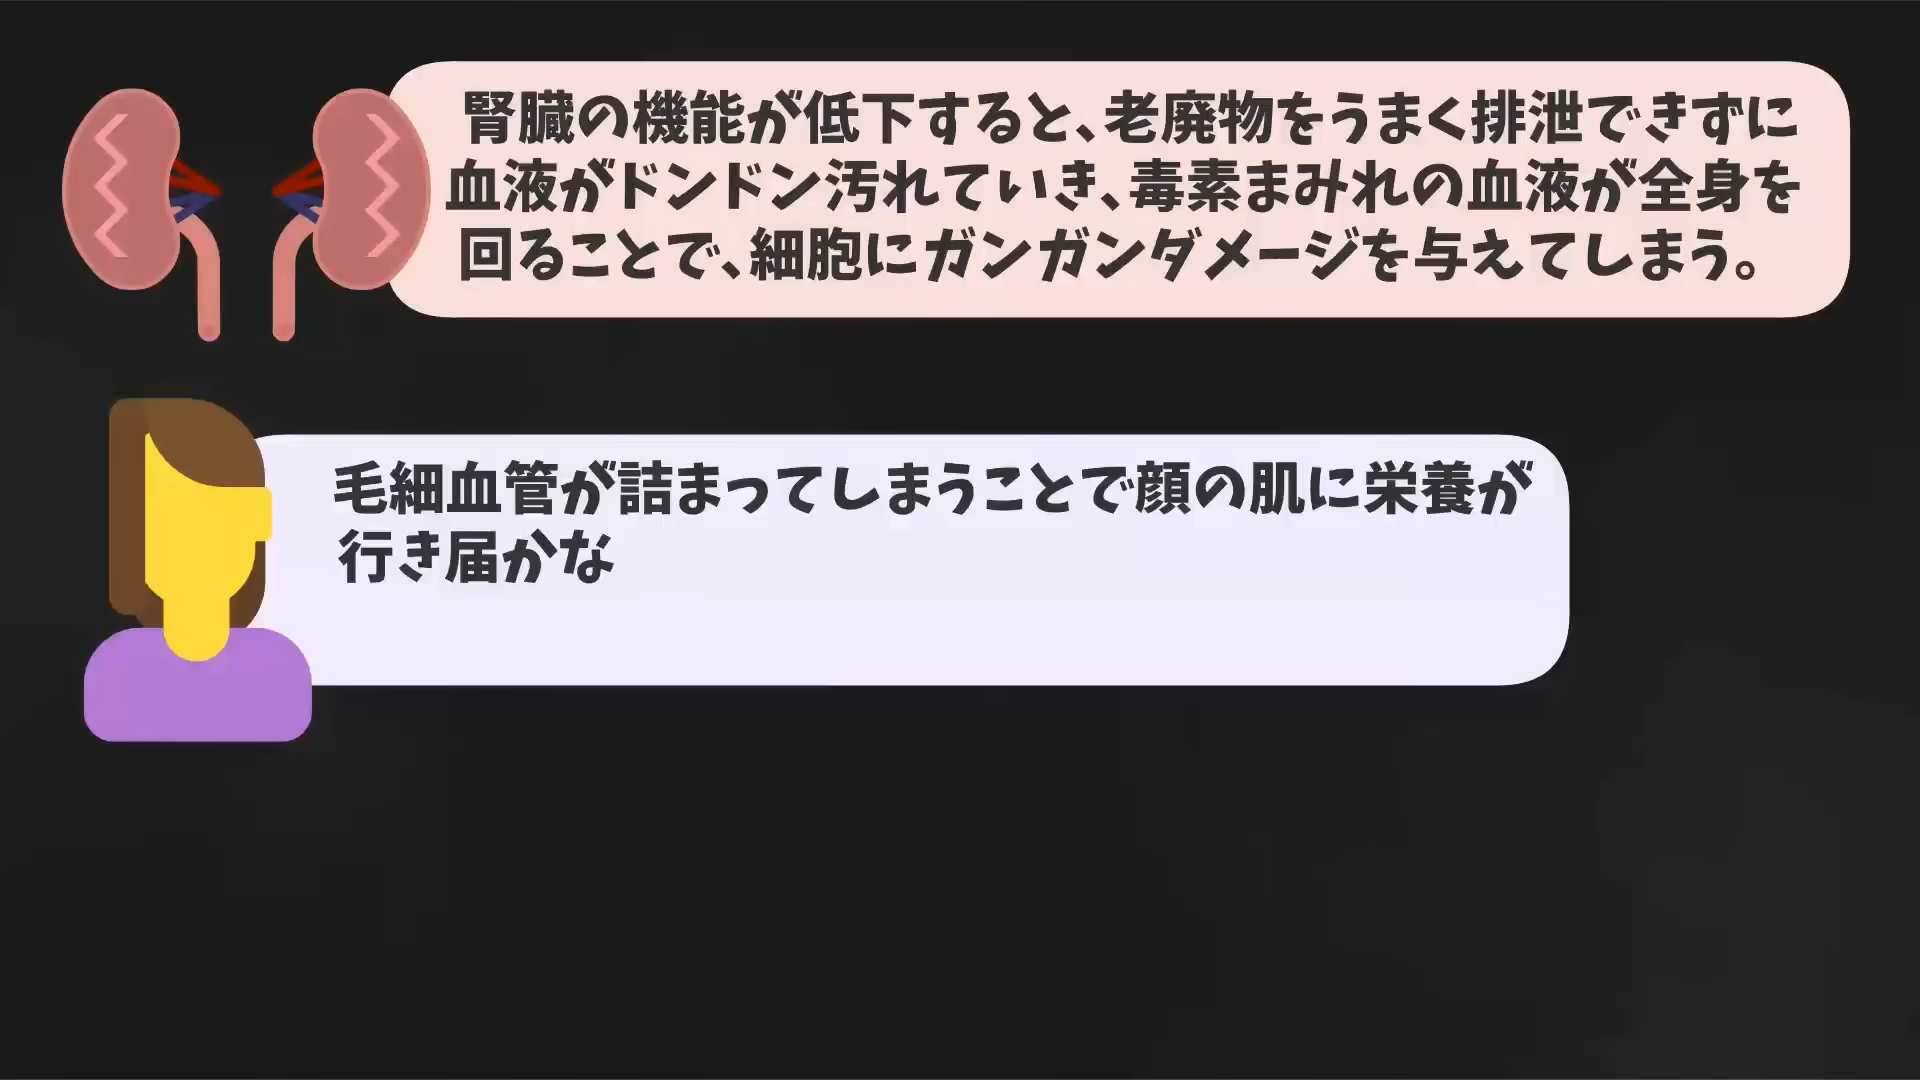 腎臓の機能が低下すると、老廃物をうまく排泄できずに
血液がドンドン汚れていき、毒素まみれの血液が全身を
回ることで、細胞にガンガンダメージを与えてしまう。
毛細血管が詰まってしまうことで顔の肌に栄養が
行き届かな